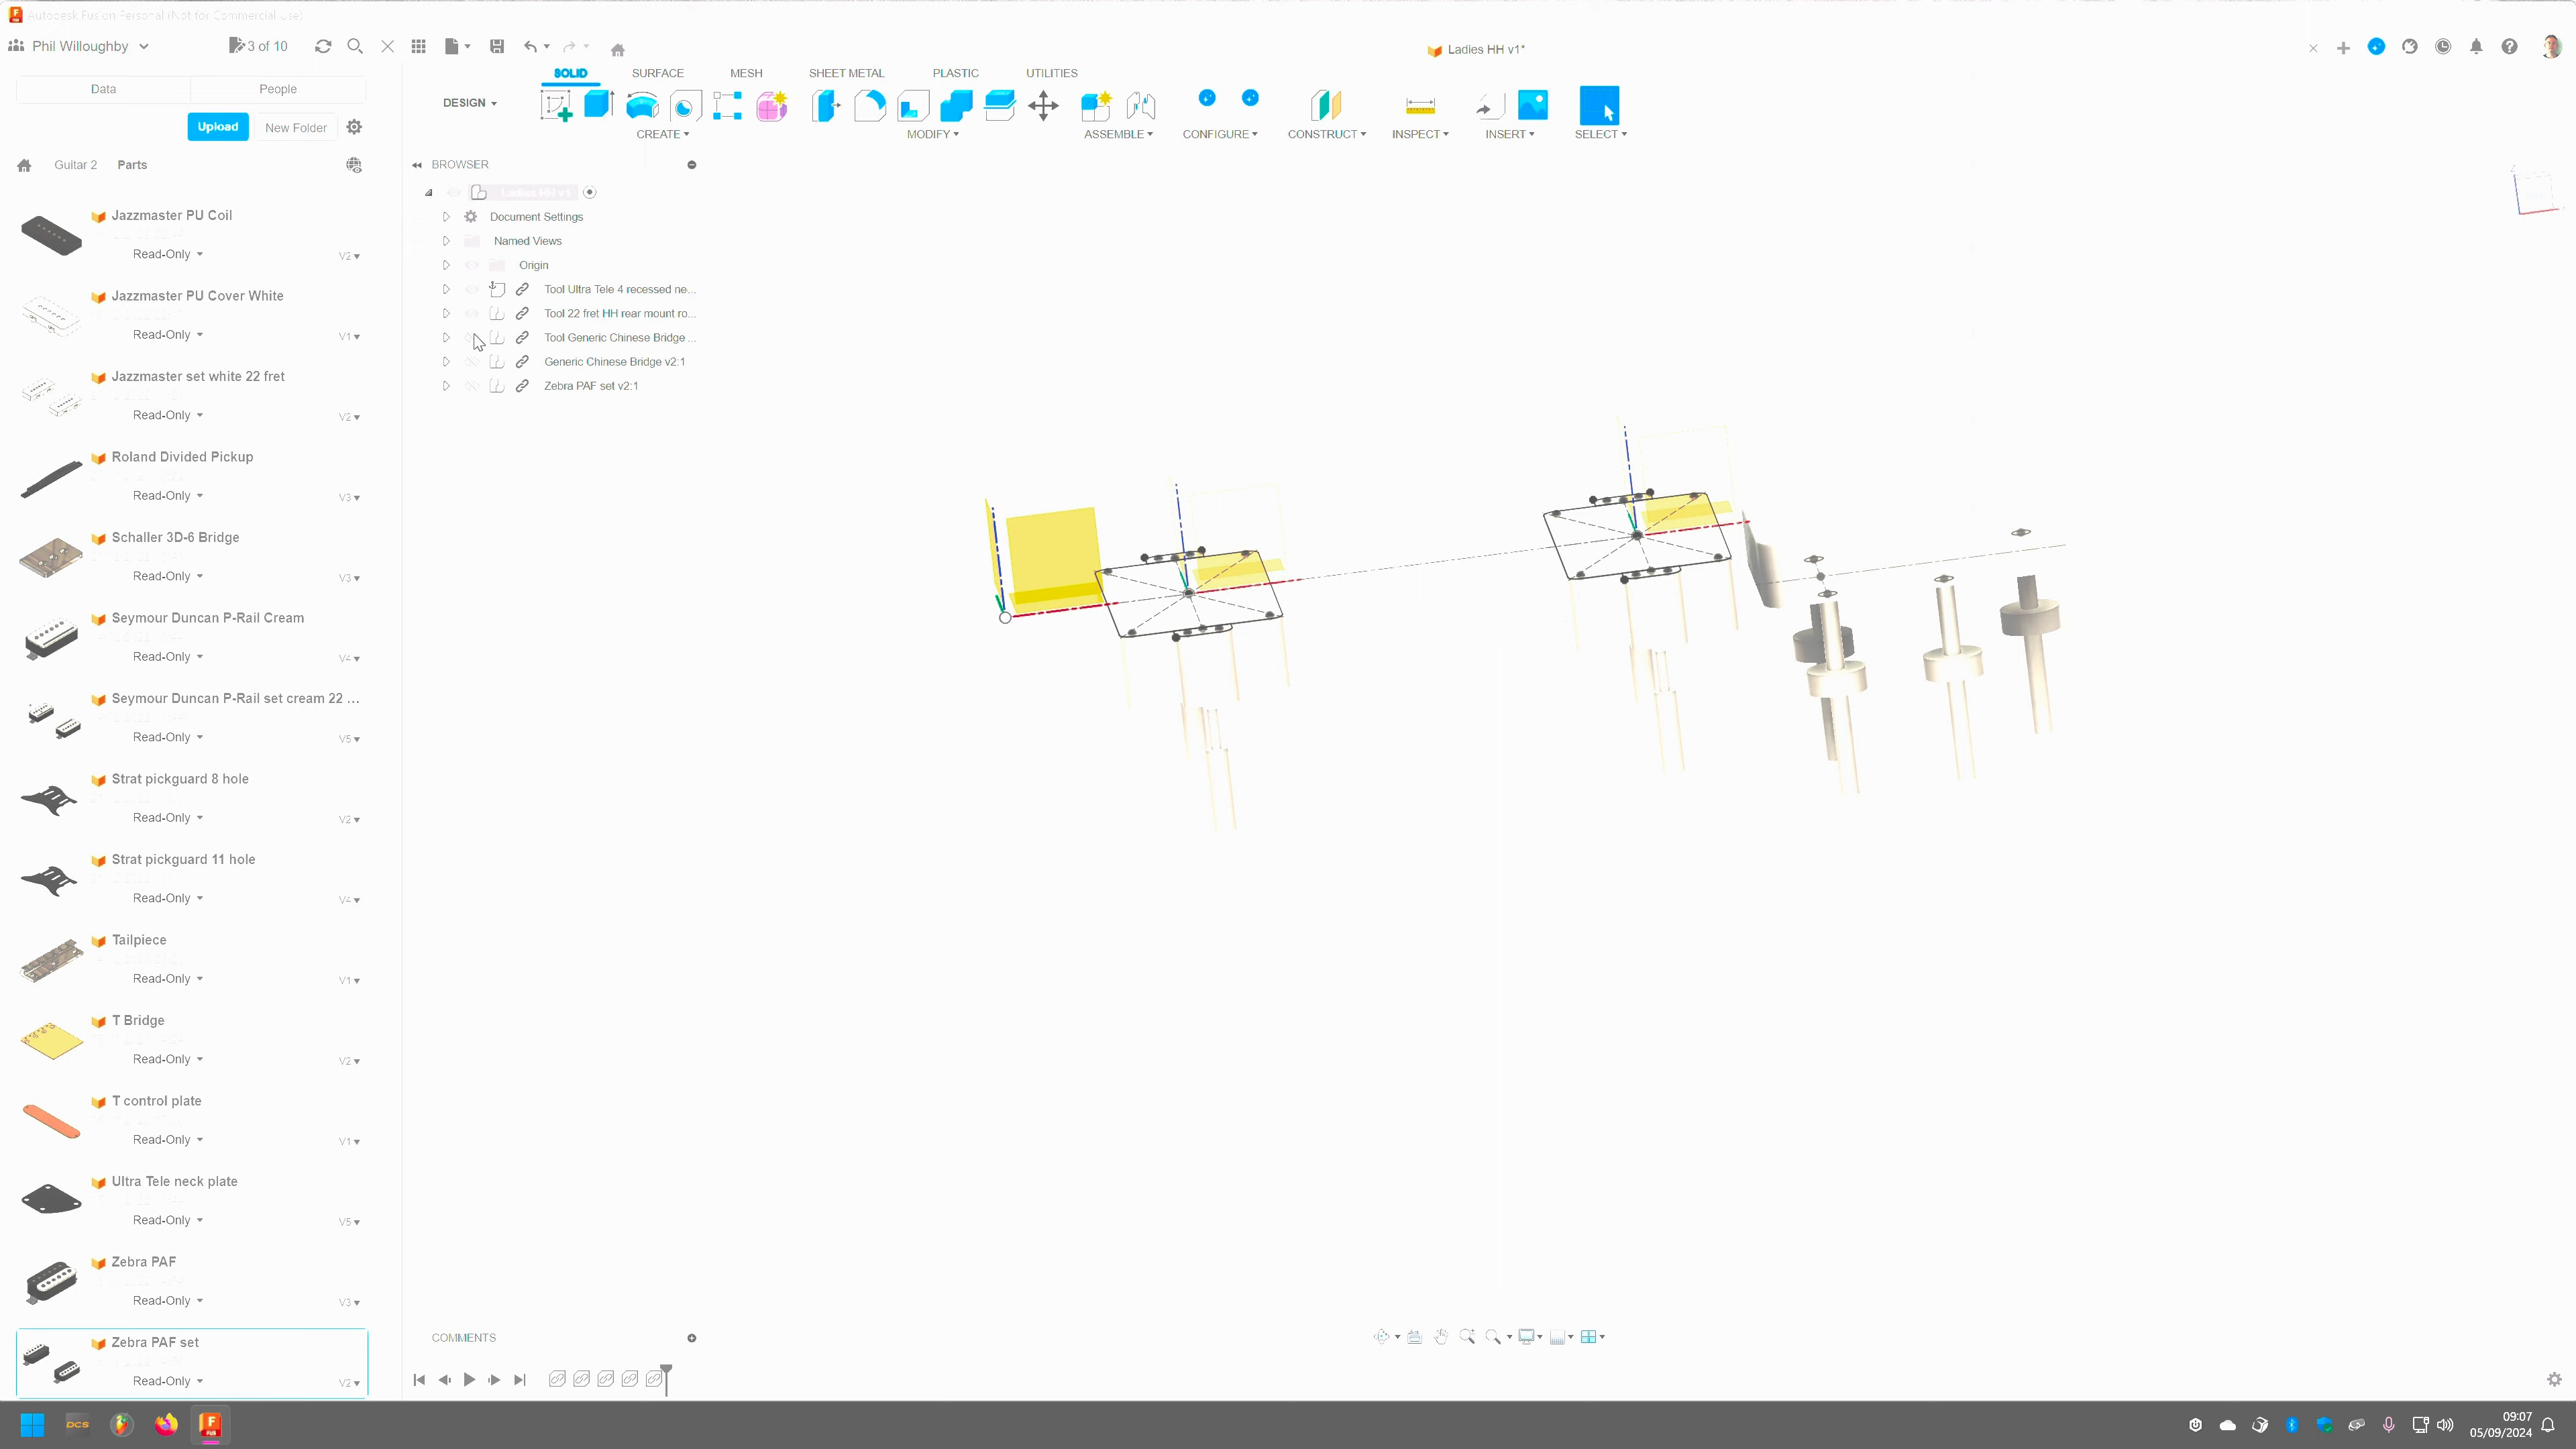 Autodesk Fusion Personal (Not for Commercial Use)
Phil Willoughby
3 of 10
Ladies HH v1*
Data
People
Upload
New Folder
Guitar 2
Parts
DESIGN
SOLID
SURFACE
MESH
SHEET METAL
PLASTIC
UTILITIES
CREATE
MODIFY
ASSEMBLE
CONFIGURE
CONSTRUCT
INSPECT
INSERT
SELECT
BROWSER
Ladies HH v1
Document Settings
Named Views
Origin
Tool Ultra Tele 4 recessed ne...
Tool 22 fret HH rear mount ro...
Tool Generic Chinese Bridge ...
Generic Chinese Bridge v2:1
Zebra PAF set v2:1
Jazzmaster PU Coil
Read-Only
V2
Jazzmaster PU Cover White
Read-Only
V1
Jazzmaster set white 22 fret
Read-Only
V2
Roland Divided Pickup
Read-Only
V3
Schaller 3D-6 Bridge
Read-Only
V3
Seymour Duncan P-Rail Cream
Read-Only
V4
Seymour Duncan P-Rail set cream 22 ...
Read-Only
V5
Strat pickguard 8 hole
Read-Only
V2
Strat pickguard 11 hole
Read-Only
V4
Tailpiece
Read-Only
V1
T Bridge
Read-Only
V2
T control plate
Read-Only
V1
Ultra Tele neck plate
Read-Only
V5
Zebra PAF
Read-Only
V3
Zebra PAF set
Read-Only
V2
COMMENTS
DCS
F
FUS
09:07
05/09/2024